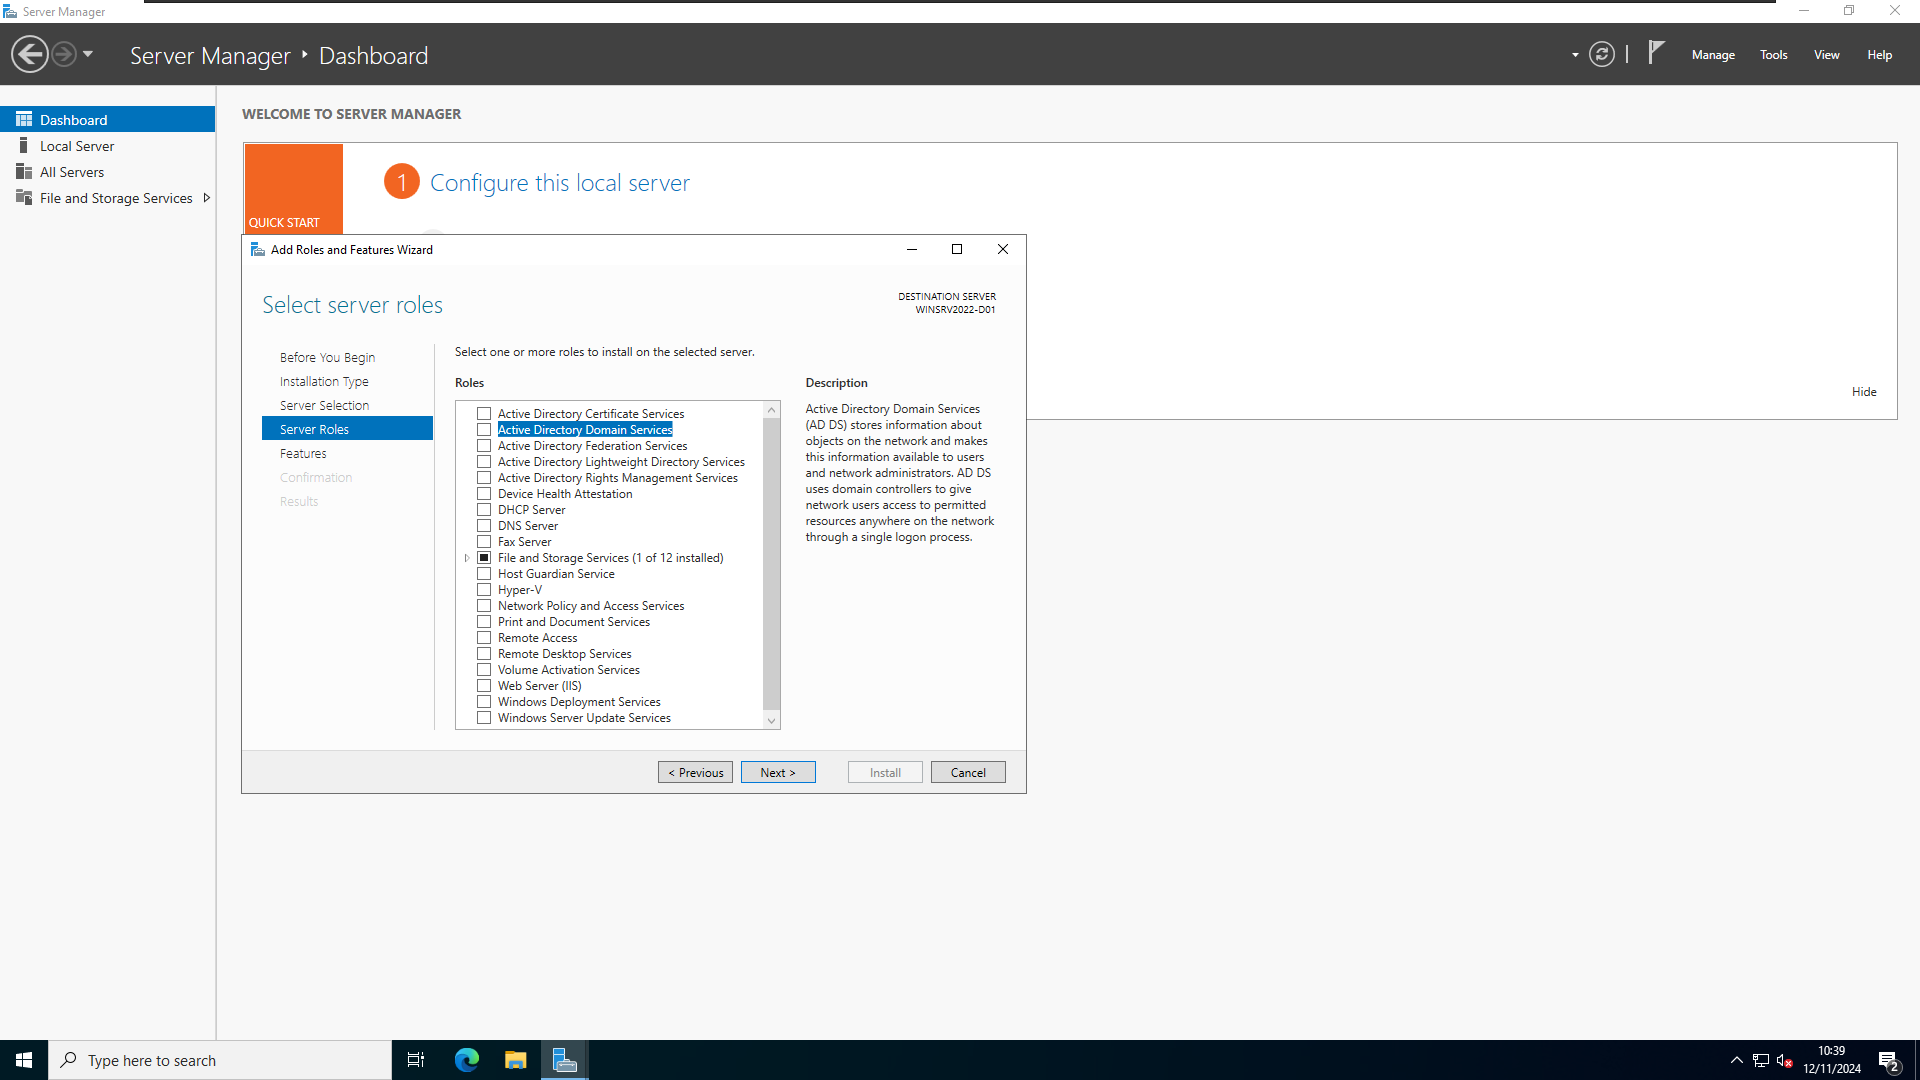 Server Manager
Server Manager ‣ Dashboard
Manage
Tools
View
Help
Dashboard
Local Server
All Servers
File and Storage Services
WELCOME TO SERVER MANAGER
QUICK START
1 Configure this local server
Hide
Add Roles and Features Wizard
Select server roles
DESTINATION SERVER
WINSRV2022-D01
Before You Begin
Installation Type
Server Selection
Server Roles
Features
Confirmation
Results
Select one or more roles to install on the selected server.
Roles
Active Directory Certificate Services
Active Directory Domain Services
Active Directory Federation Services
Active Directory Lightweight Directory Services
Active Directory Rights Management Services
Device Health Attestation
DHCP Server
DNS Server
Fax Server
File and Storage Services (1 of 12 installed)
Host Guardian Service
Hyper-V
Network Policy and Access Services
Print and Document Services
Remote Access
Remote Desktop Services
Volume Activation Services
Web Server (IIS)
Windows Deployment Services
Windows Server Update Services
Description
Active Directory Domain Services
(AD DS) stores information about
objects on the network and makes
this information available to users
and network administrators. AD DS
uses domain controllers to give
network users access to permitted
resources anywhere on the network
through a single logon process.
< Previous
Next >
Install
Cancel
Type here to search
10:39
12/11/2024
2